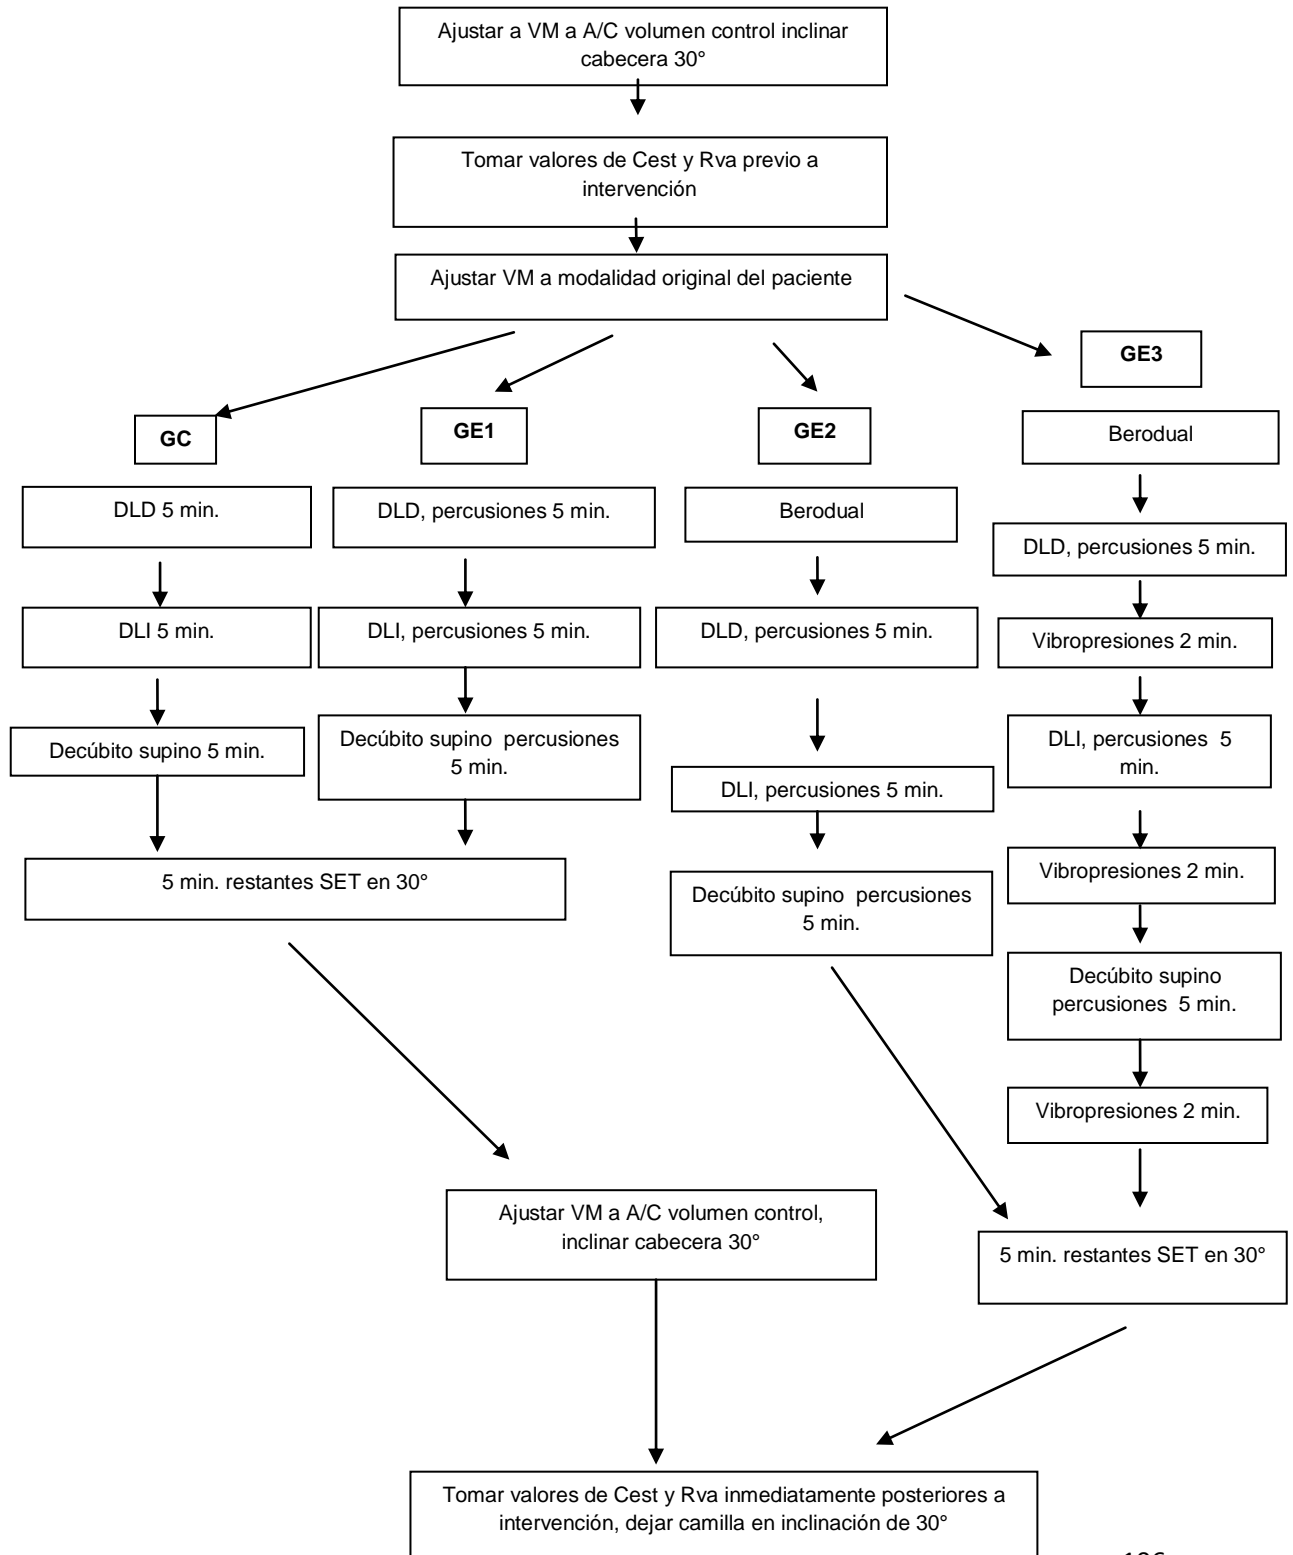 Ajustar a VM a A/C volumen control inclinar
cabecera 30°
Tomar valores de Cest y Rva previo a
intervención
Ajustar VM a modalidad original del paciente
GC
DLD 5 min.
DLI 5 min.
Decúbito supino 5 min.
GE1
DLD, percusiones 5 min.
DLI, percusiones 5 min.
Decúbito supino percusiones
5 min.
5 min. restantes SET en 30°
GE2
Berodual
DLD, percusiones 5 min.
DLI, percusiones 5 min.
Decúbito supino percusiones
5 min.
GE3
Berodual
DLD, percusiones 5 min.
Vibropresiones 2 min.
DLI, percusiones 5
min.
Vibropresiones 2 min.
Decúbito supino
percusiones 5 min.
Vibropresiones 2 min.
5 min. restantes SET en 30°
Ajustar VM a A/C volumen control,
inclinar cabecera 30°
Tomar valores de Cest y Rva inmediatamente posteriores a
intervención, dejar camilla en inclinación de 30°